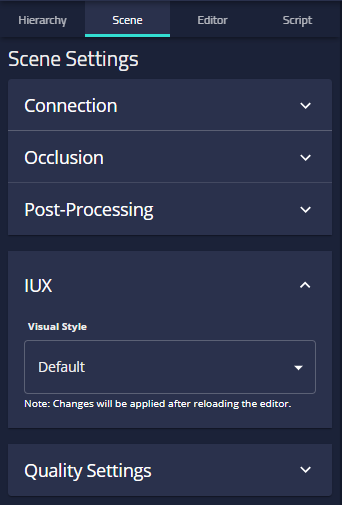 Hierarchy Scene Editor Script
Scene Settings
Connection
Occlusion
Post-Processing
IUX
Visual Style
Default
Note: Changes will be applied after reloading the editor.
Quality Settings